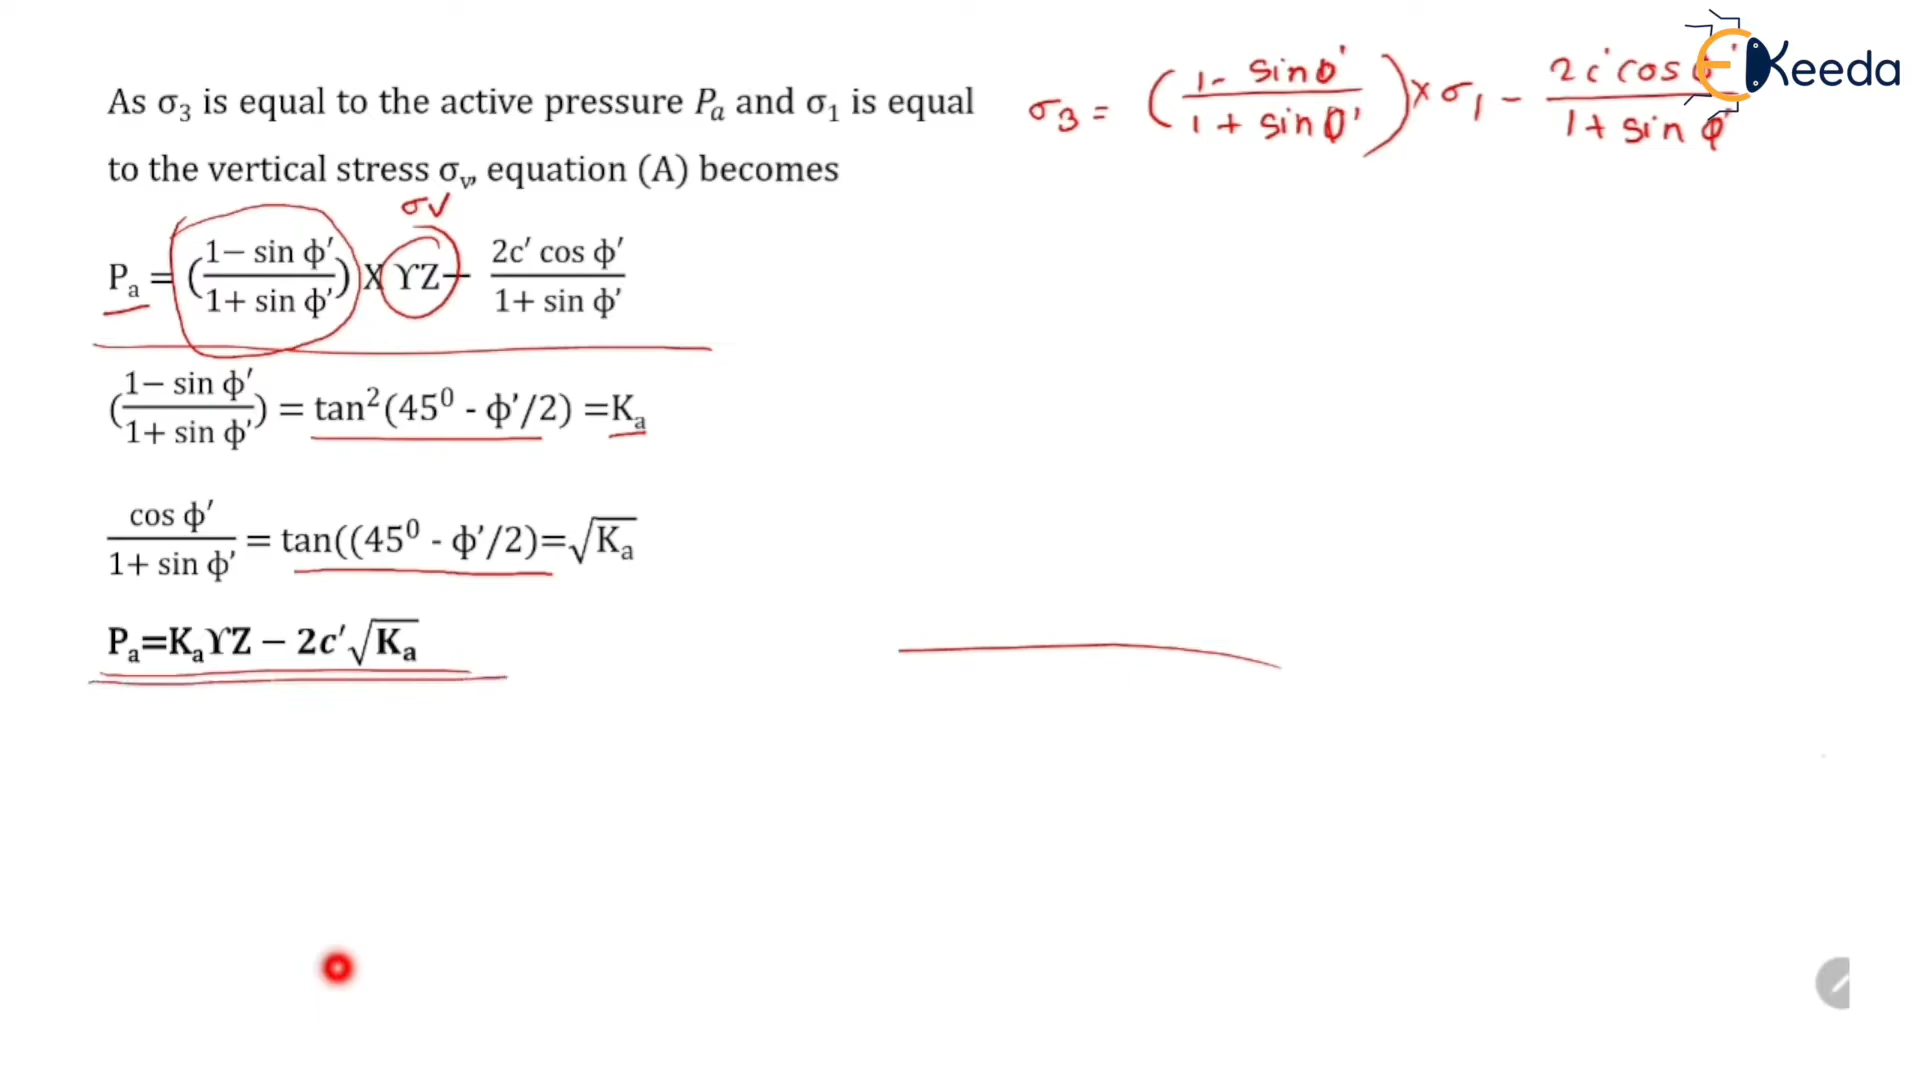 As σ₃ is equal to the active pressure Pₐ and σ₁ is equal
to the vertical stress σᵥ, equation (A) becomes
σ₃ = ((1- sinϕ')/(1 + sinϕ')) × σ₁ - (2c' cos ϕ')/(1+ sin ϕ')
Keeda
σv
Pₐ = ((1− sin ϕ′)/(1+ sin ϕ′)) X ϒZ − (2c′ cos ϕ′)/(1+ sin ϕ′)
((1− sin ϕ′)/(1+ sin ϕ′)) = tan²(45⁰ - ϕ'/2) =Kₐ
(cos ϕ′)/(1+ sin ϕ′) = tan((45⁰ - ϕ'/2)=√Kₐ
Pₐ=KₐϒZ − 2c′√Kₐ